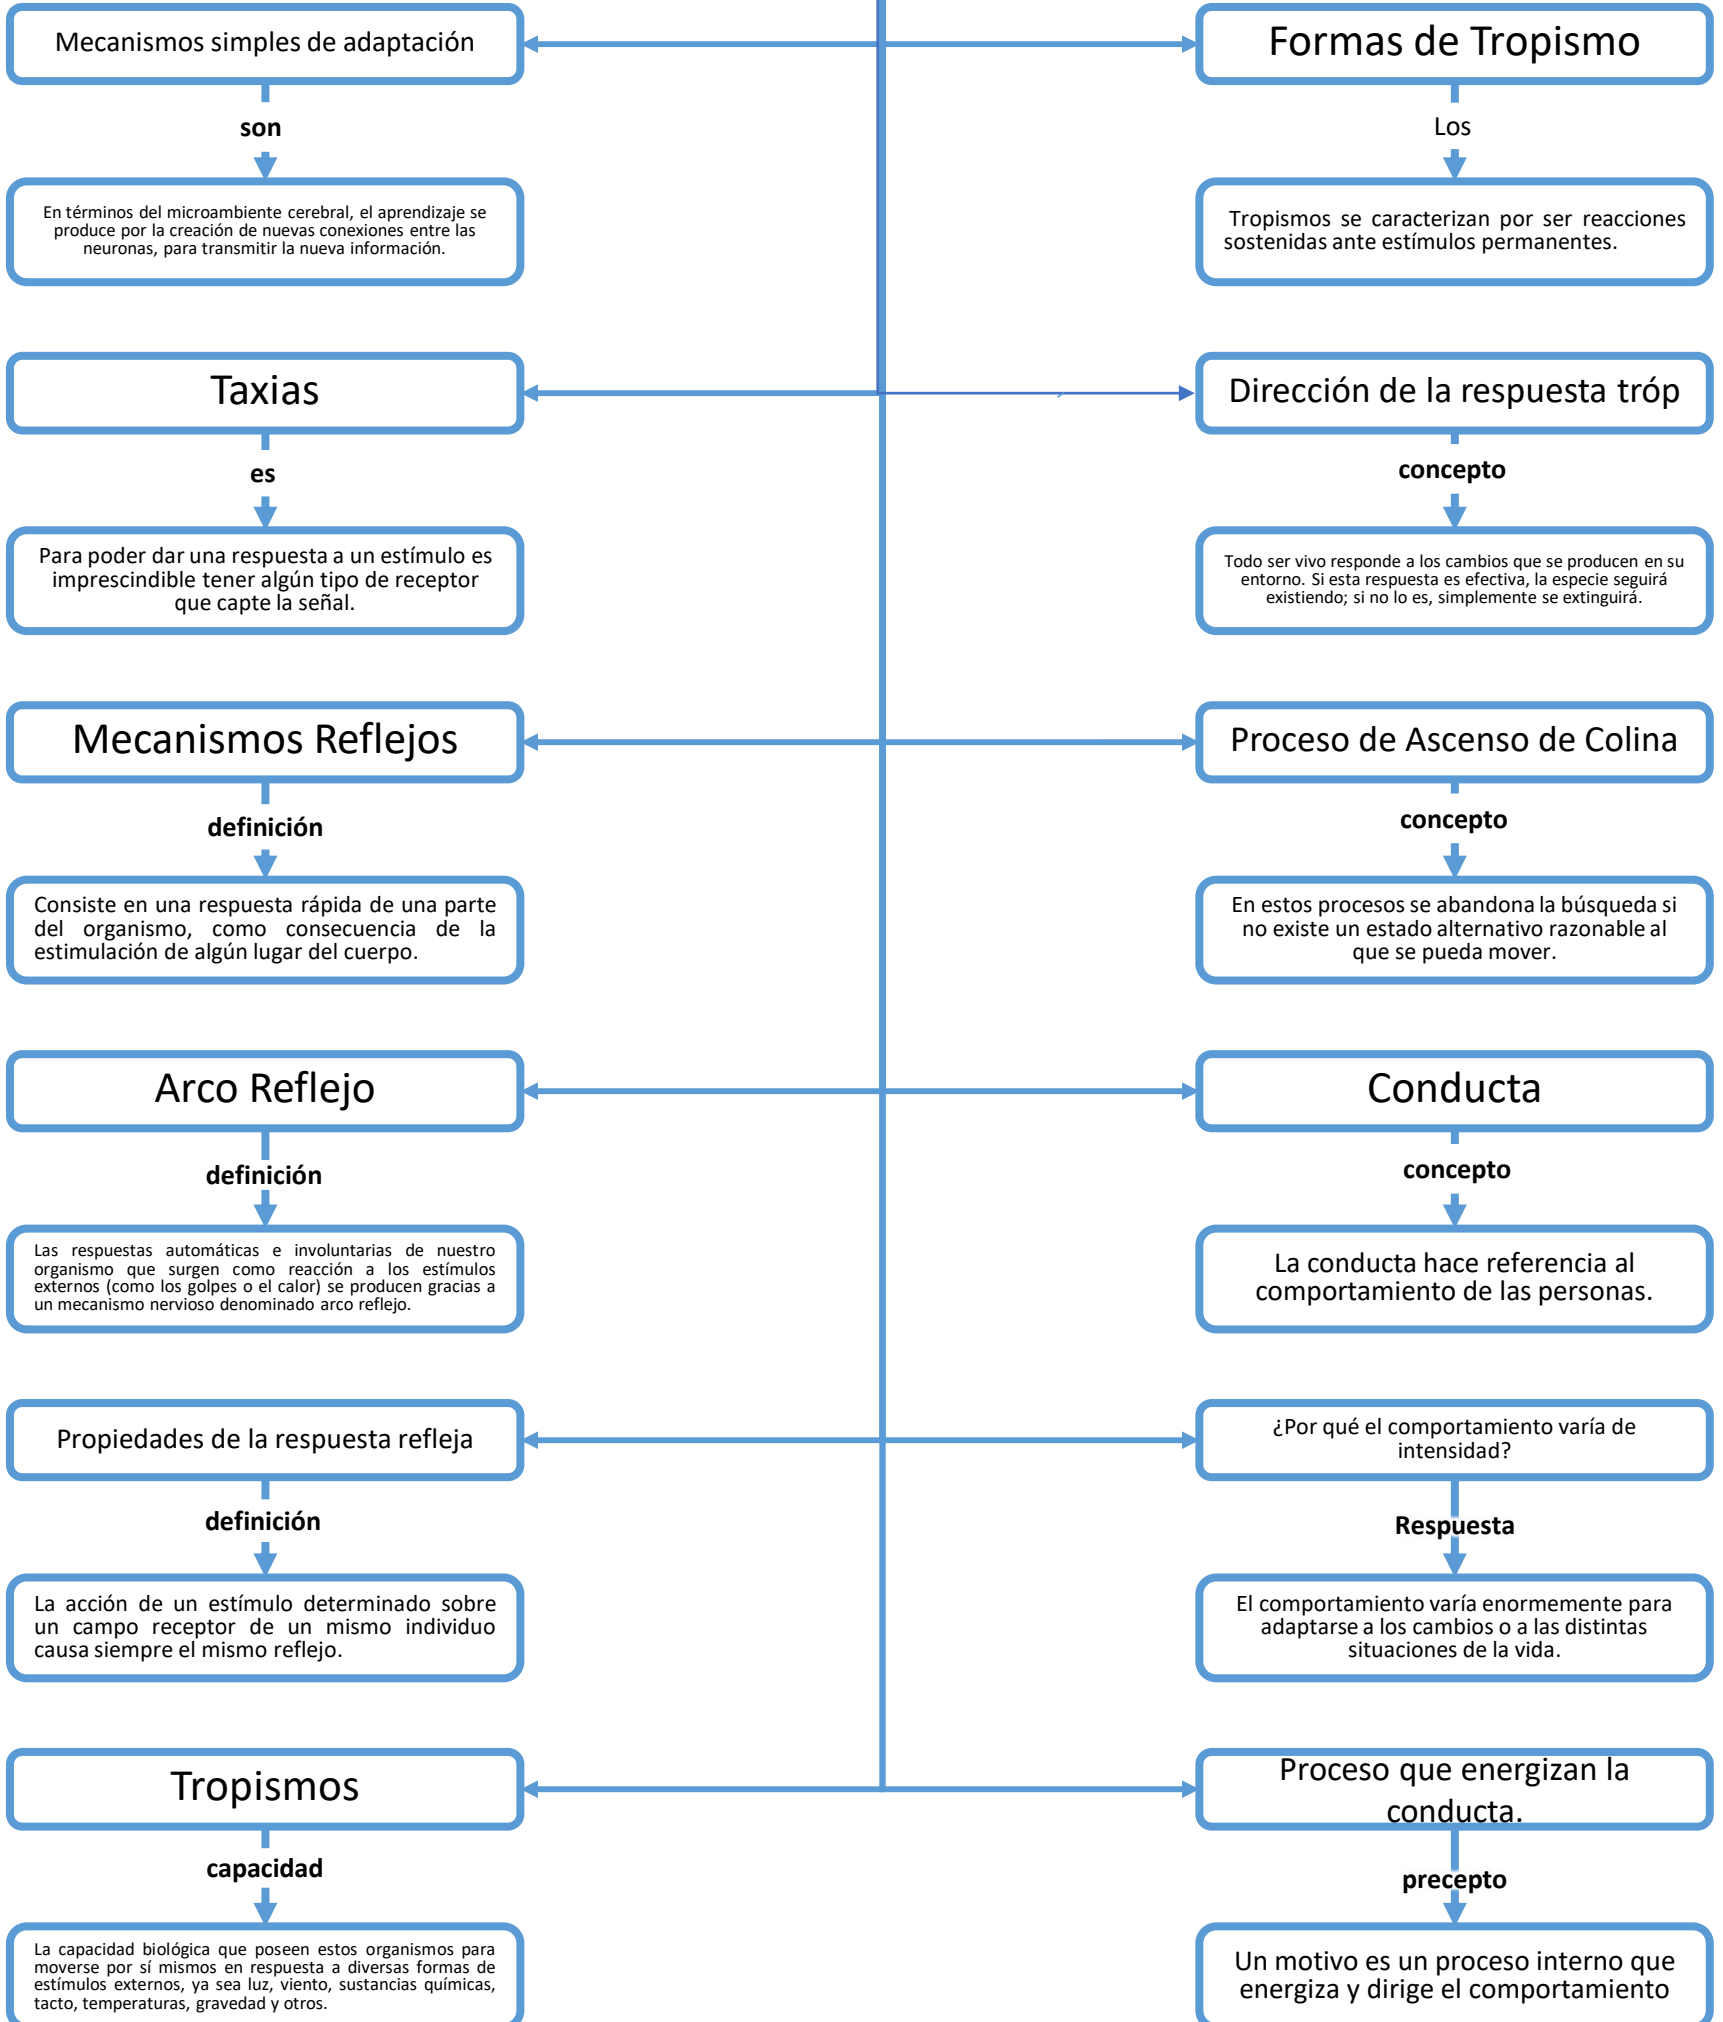 Mecanismos simples de adaptación
son
En términos del microambiente cerebral, el aprendizaje se
produce por la creación de nuevas conexiones entre las
neuronas, para transmitir la nueva información.
Formas de Tropismo
Los
Tropismos se caracterizan por ser reacciones
sostenidas ante estímulos permanentes.
Taxias
es
Para poder dar una respuesta a un estímulo es
imprescindible tener algún tipo de receptor
que capte la señal.
Dirección de la respuesta tróp
concepto
Todo ser vivo responde a los cambios que se producen en su
entorno. Si esta respuesta es efectiva, la especie seguirá
existiendo; si no lo es, simplemente se extinguirá.
Mecanismos Reflejos
definición
Consiste en una respuesta rápida de una parte
del organismo, como consecuencia de la
estimulación de algún lugar del cuerpo.
Proceso de Ascenso de Colina
concepto
En estos procesos se abandona la búsqueda si
no existe un estado alternativo razonable al
que se pueda mover.
Arco Reflejo
definición
Las respuestas automáticas e involuntarias de nuestro
organismo que surgen como reacción a los estímulos
externos (como los golpes o el calor) se producen gracias a
un mecanismo nervioso denominado arco reflejo.
Conducta
concepto
La conducta hace referencia al
comportamiento de las personas.
Propiedades de la respuesta refleja
definición
La acción de un estímulo determinado sobre
un campo receptor de un mismo individuo
causa siempre el mismo reflejo.
¿Por qué el comportamiento varía de
intensidad?
Respuesta
El comportamiento varía enormemente para
adaptarse a los cambios o a las distintas
situaciones de la vida.
Tropismos
capacidad
La capacidad biológica que poseen estos organismos para
moverse por sí mismos en respuesta a diversas formas de
estímulos externos, ya sea luz, viento, sustancias químicas,
tacto, temperaturas, gravedad y otros.
Proceso que energizan la
conducta.
precepto
Un motivo es un proceso interno que
energiza y dirige el comportamiento